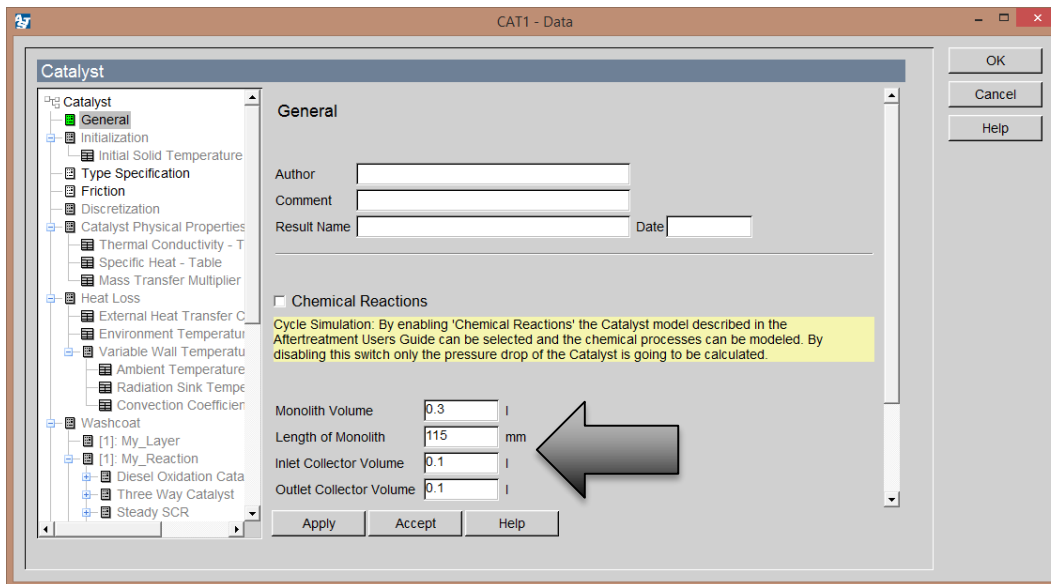 CAT1 - Data
Catalyst
Catalyst
General
Initialization
Initial Solid Temperature
Type Specification
Friction
Discretization
Catalyst Physical Properties
Thermal Conductivity - T
Specific Heat - Table
Mass Transfer Multiplier
Heat Loss
External Heat Transfer C
Environment Temperatur
Variable Wall Temperatu
Ambient Temperature
Radiation Sink Tempe
Convection Coefficien
Washcoat
[1]: My_Layer
[1]: My_Reaction
Diesel Oxidation Cata
Three Way Catalyst
Steady SCR
General
Author
Comment
Result Name Date
Chemical Reactions
Cycle Simulation: By enabling 'Chemical Reactions' the Catalyst model described in the
Aftertreatment Users Guide can be selected and the chemical processes can be modeled. By
disabling this switch only the pressure drop of the Catalyst is going to be calculated.
Monolith Volume 0.3 l
Length of Monolith 115 mm
Inlet Collector Volume 0.1 l
Outlet Collector Volume 0.1 l
Apply Accept Help
OK
Cancel
Help